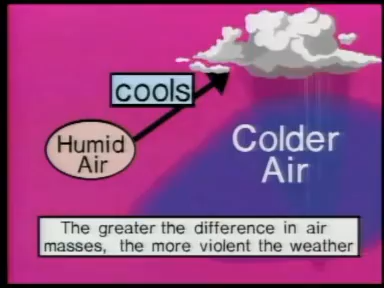 cools
Humid
Air
Colder
Air
The greater the difference in air
masses, the more violent the weather